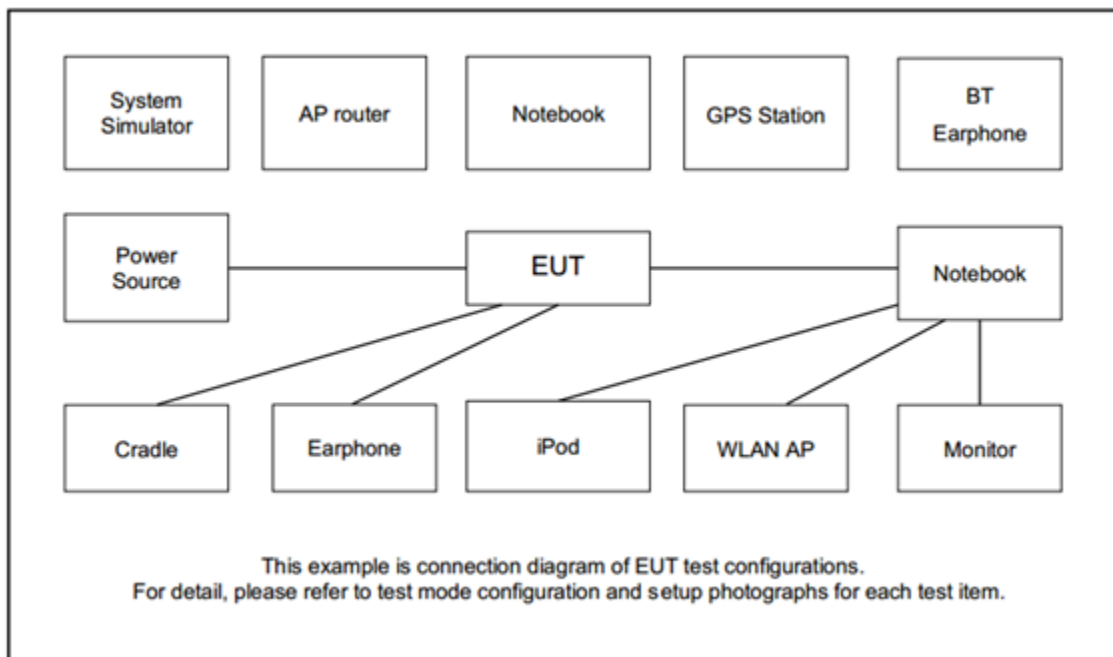 System
Simulator
AP router
Notebook
GPS Station
BT
Earphone
Power
Source
EUT
Notebook
Cradle
Earphone
iPod
WLAN AP
Monitor
This example is connection diagram of EUT test configurations.
For detail, please refer to test mode configuration and setup photographs for each test item.